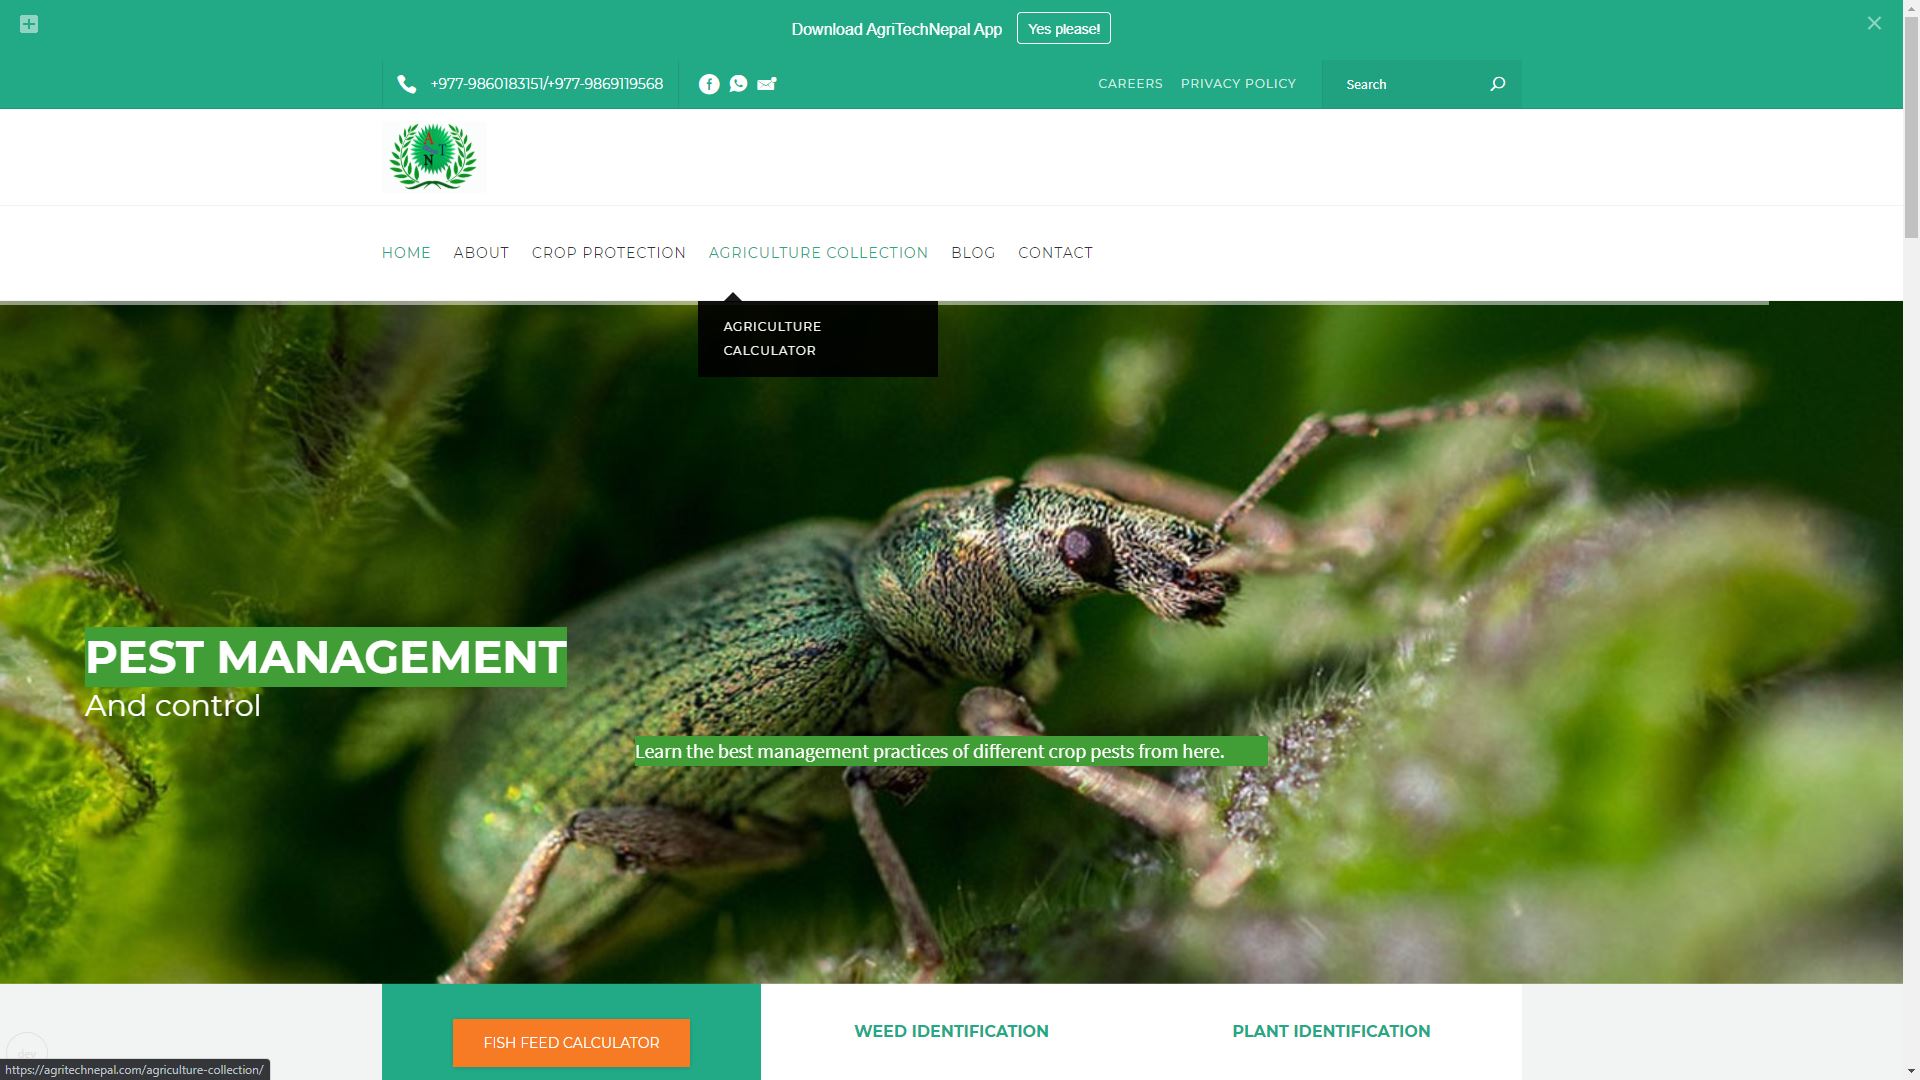 Download AgriTechNepal App Yes please!
+977-9860183151/+977-9869119568 CAREERS PRIVACY POLICY Search
A
T
N
HOME ABOUT CROP PROTECTION AGRICULTURE COLLECTION BLOG CONTACT
AGRICULTURE
CALCULATOR
PEST MANAGEMENT
And control
Learn the best management practices of different crop pests from here.
FISH FEED CALCULATOR WEED IDENTIFICATION PLANT IDENTIFICATION
dev
https://agritechnepal.com/agriculture-collection/